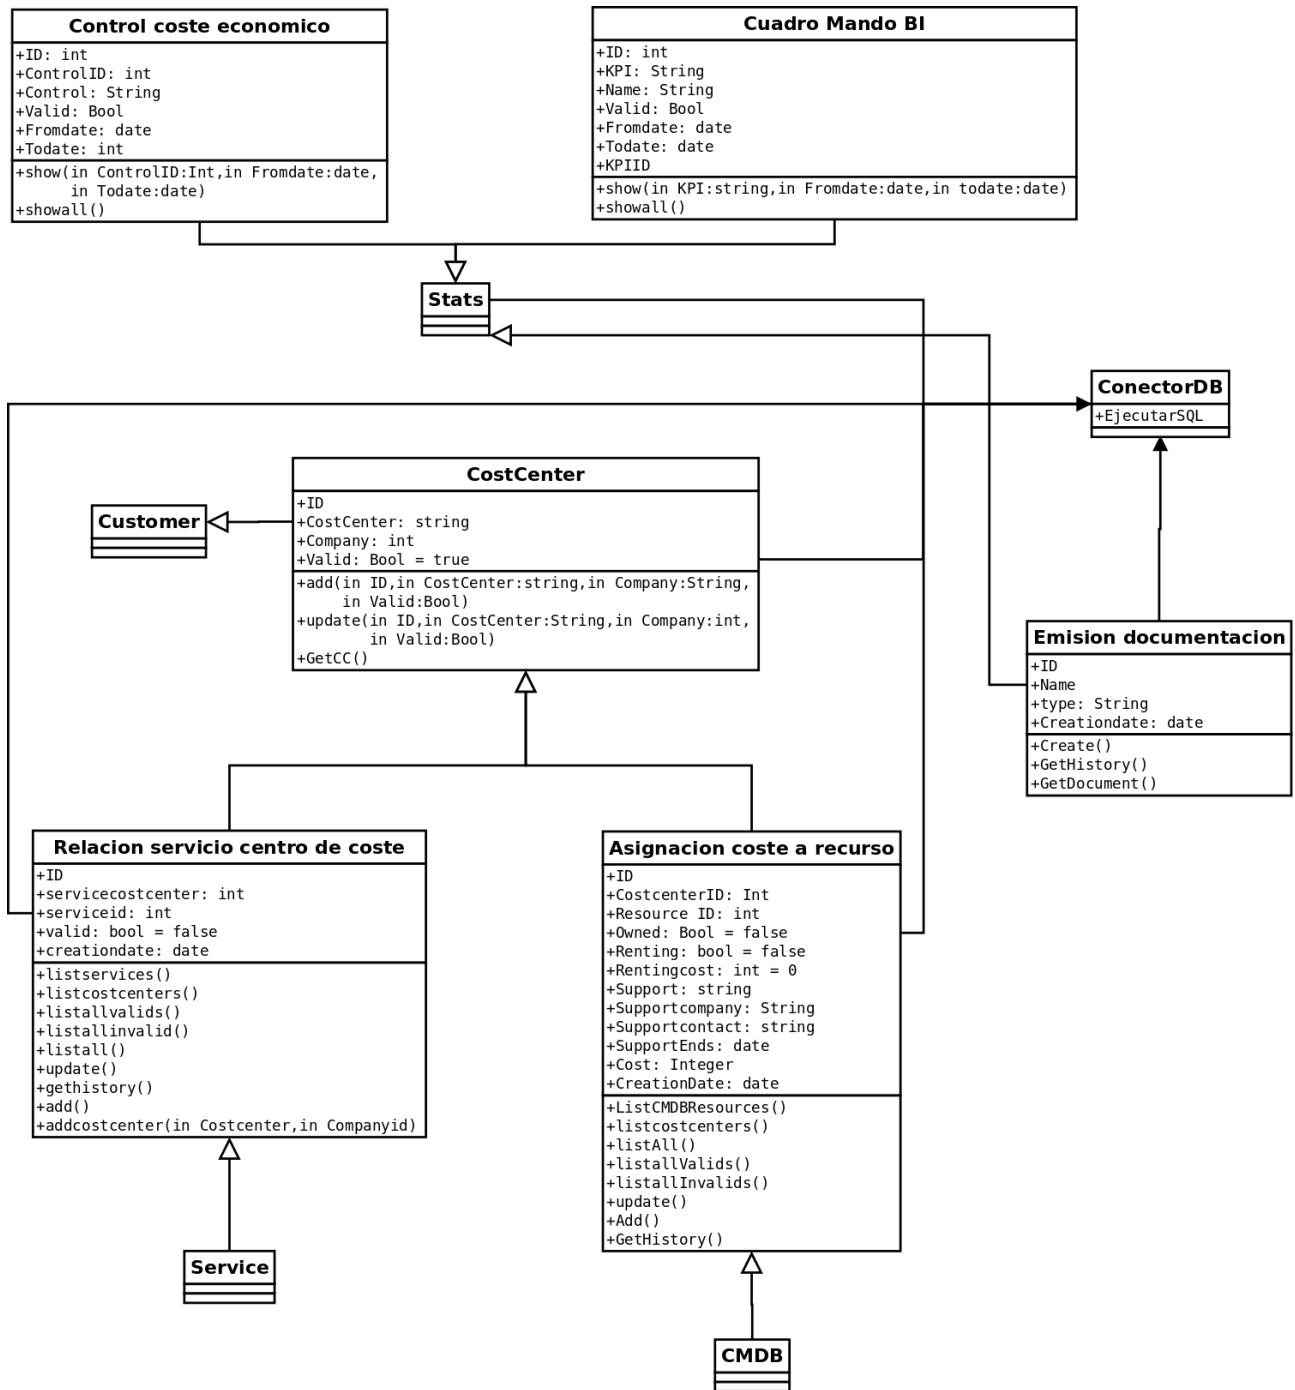 Control coste economico
+ID: int
+ControlID: int
+Control: String
+Valid: Bool
+Fromdate: date
+Todate: int
+show(in ControlID:Int,in Fromdate:date,
in Todate:date)
+showall()
Cuadro Mando BI
+ID: int
+KPI: String
+Name: String
+Valid: Bool
+Fromdate: date
+Todate: date
+KPIID
+show(in KPI:string,in Fromdate:date,in todate:date)
+showall()
Stats
ConectorDB
+EjecutarSQL
Customer
CostCenter
+ID
+CostCenter: string
+Company: int
+Valid: Bool = true
+add(in ID,in CostCenter:string,in Company:String,
in Valid:Bool)
+update(in ID,in CostCenter:String,in Company:int,
in Valid:Bool)
+GetCC()
Emision documentacion
+ID
+Name
+type: String
+Creationdate: date
+Create()
+GetHistory()
+GetDocument()
Relacion servicio centro de coste
+ID
+servicecostcenter: int
+serviceid: int
+valid: bool = false
+creationdate: date
+listservices()
+listcostcenters()
+listallvalids()
+listallinvalid()
+listall()
+update()
+gethistory()
+add()
+addcostcenter(in Costcenter,in Companyid)
Asignacion coste a recurso
+ID
+CostcenterID: Int
+Resource ID: int
+Owned: Bool = false
+Renting: bool = false
+Rentingcost: int = 0
+Support: string
+Supportcompany: String
+Supportcontact: string
+SupportEnds: date
+Cost: Integer
+CreationDate: date
+ListCMDBResources()
+listcostcenters()
+listAll()
+listallValids()
+listallInvalids()
+update()
+Add()
+GetHistory()
Service
CMDB